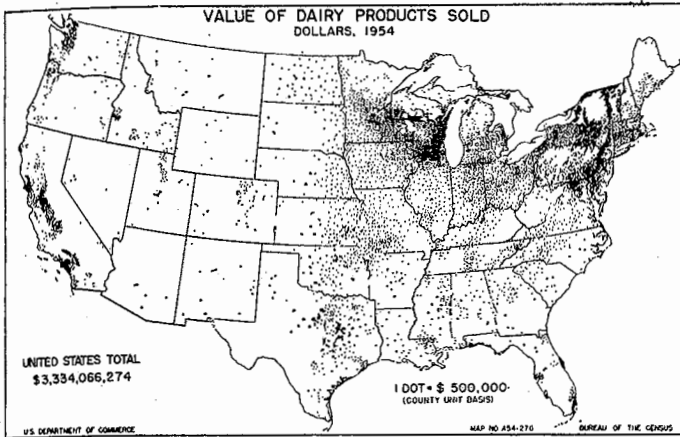 VALUE OF DAIRY PRODUCTS SOLD
DOLLARS, 1954
UNITED STATES TOTAL
$3,334,066,274
1 DOT = $ 500,000
(COUNTY UNIT BASIS)
U.S. DEPARTMENT OF COMMERCE
MAP NO A54-270
BUREAU OF THE CENSUS